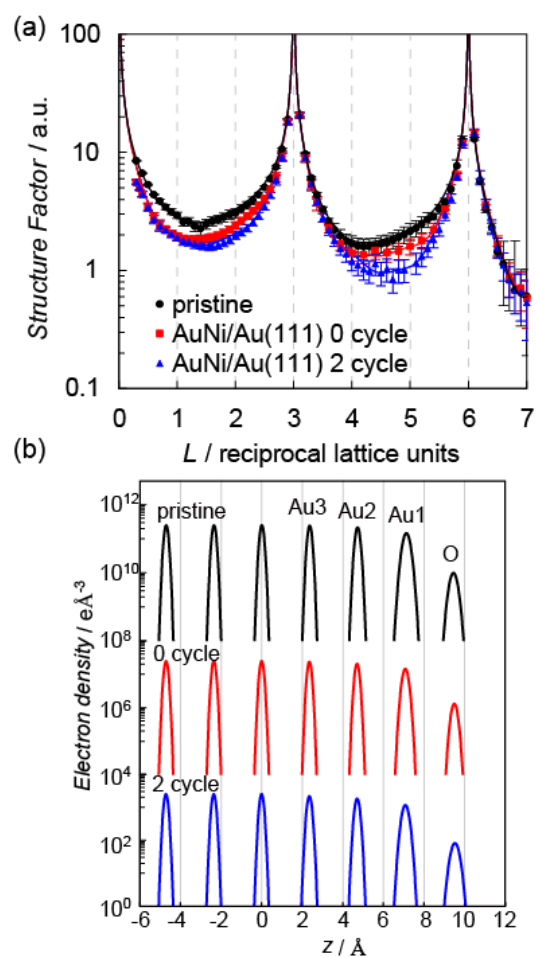 (a)
100
10
1
0.1
Structure Factor / a.u.
pristine
AuNi/Au(111) 0 cycle
AuNi/Au(111) 2 cycle
0 1 2 3 4 5 6 7
L / reciprocal lattice units
(b)
10¹²
10¹⁰
10⁸
10⁶
10⁴
10²
10⁰
Electron density / eÅ⁻³
pristine
Au3 Au2 Au1
O
0 cycle
2 cycle
-6 -4 -2 0 2 4 6 8 10 12
z / Å